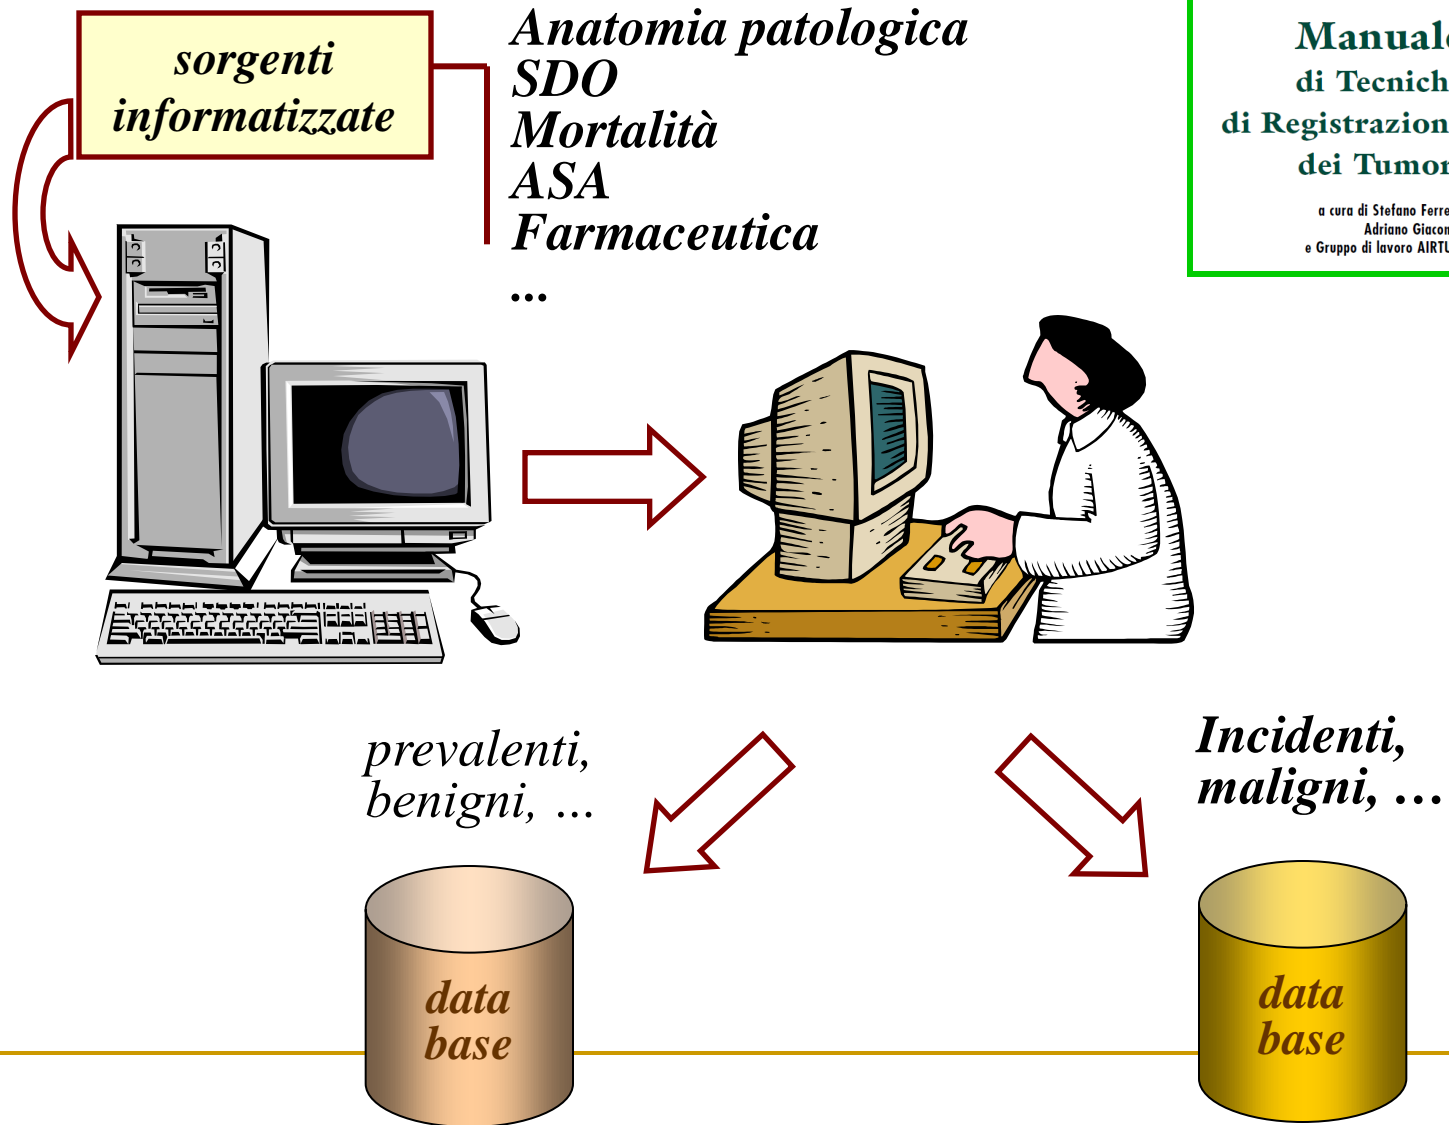 sorgenti
informatizzate
Anatomia patologica
SDO
Mortalità
ASA
Farmaceutica
...
Manuale
di Tecnich
di Registrazion
dei Tumor
a cura di Stefano Ferre
Adriano Giacon
e Gruppo di lavoro AIRTU
prevalenti,
benigni, ...
Incidenti,
maligni, ...
data
base
data
base